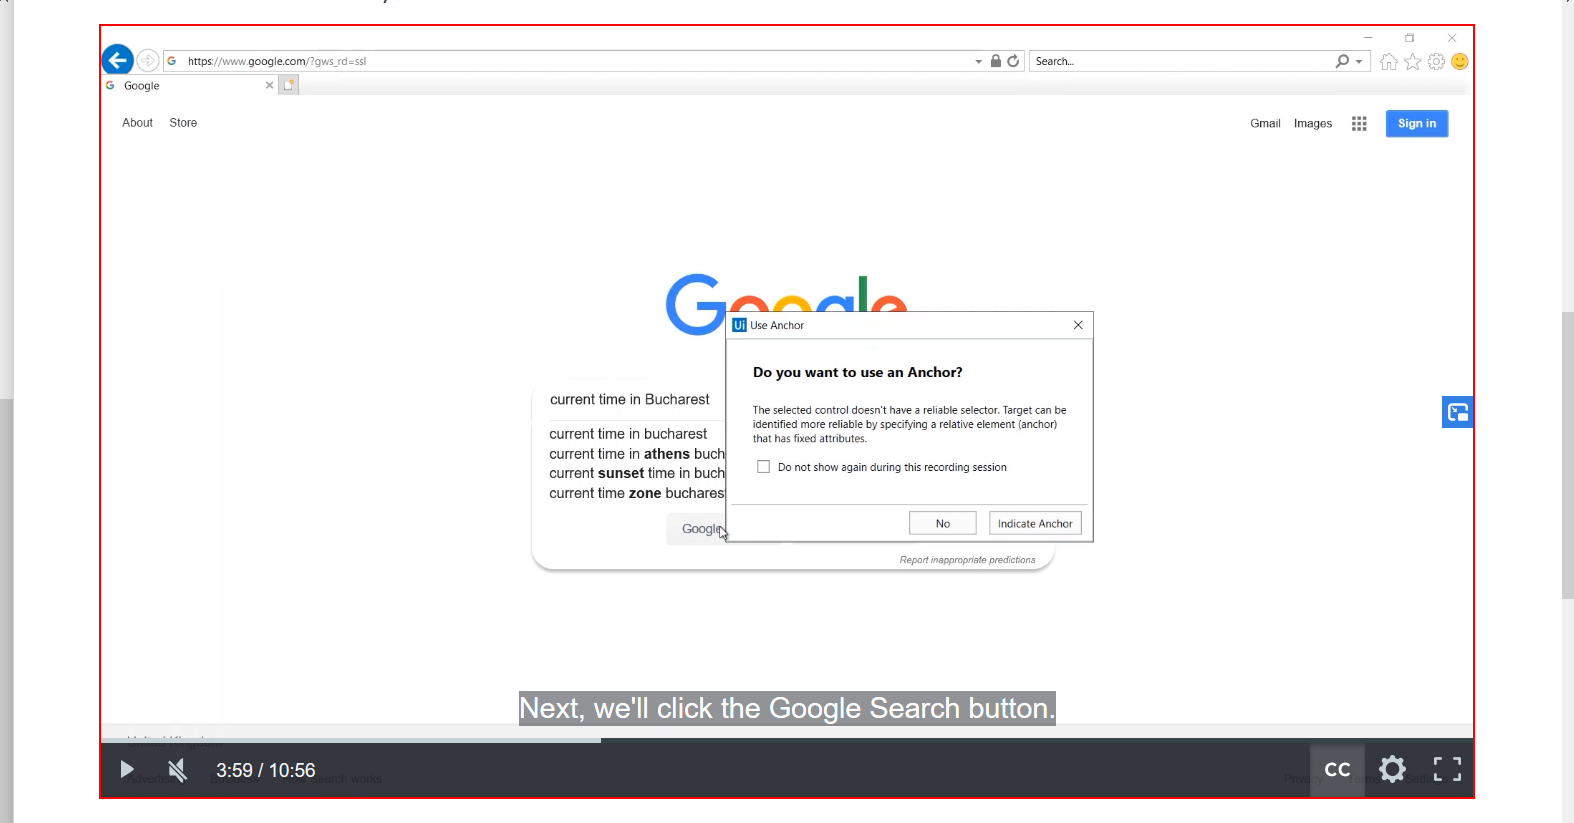 https://www.google.com/?gws_rd=ssl
Search...
Google
About Store
Gmail Images
Sign in
Google
Ui Use Anchor
Do you want to use an Anchor?
The selected control doesn't have a reliable selector. Target can be
identified more reliable by specifying a relative element (anchor)
that has fixed attributes.
Do not show again during this recording session
No
Indicate Anchor
current time in Bucharest
current time in bucharest
current time in athens buch
current sunset time in buch
current time zone bucharest
Google
Report inappropriate predictions
Next, we'll click the Google Search button.
3:59 / 10:56
CC